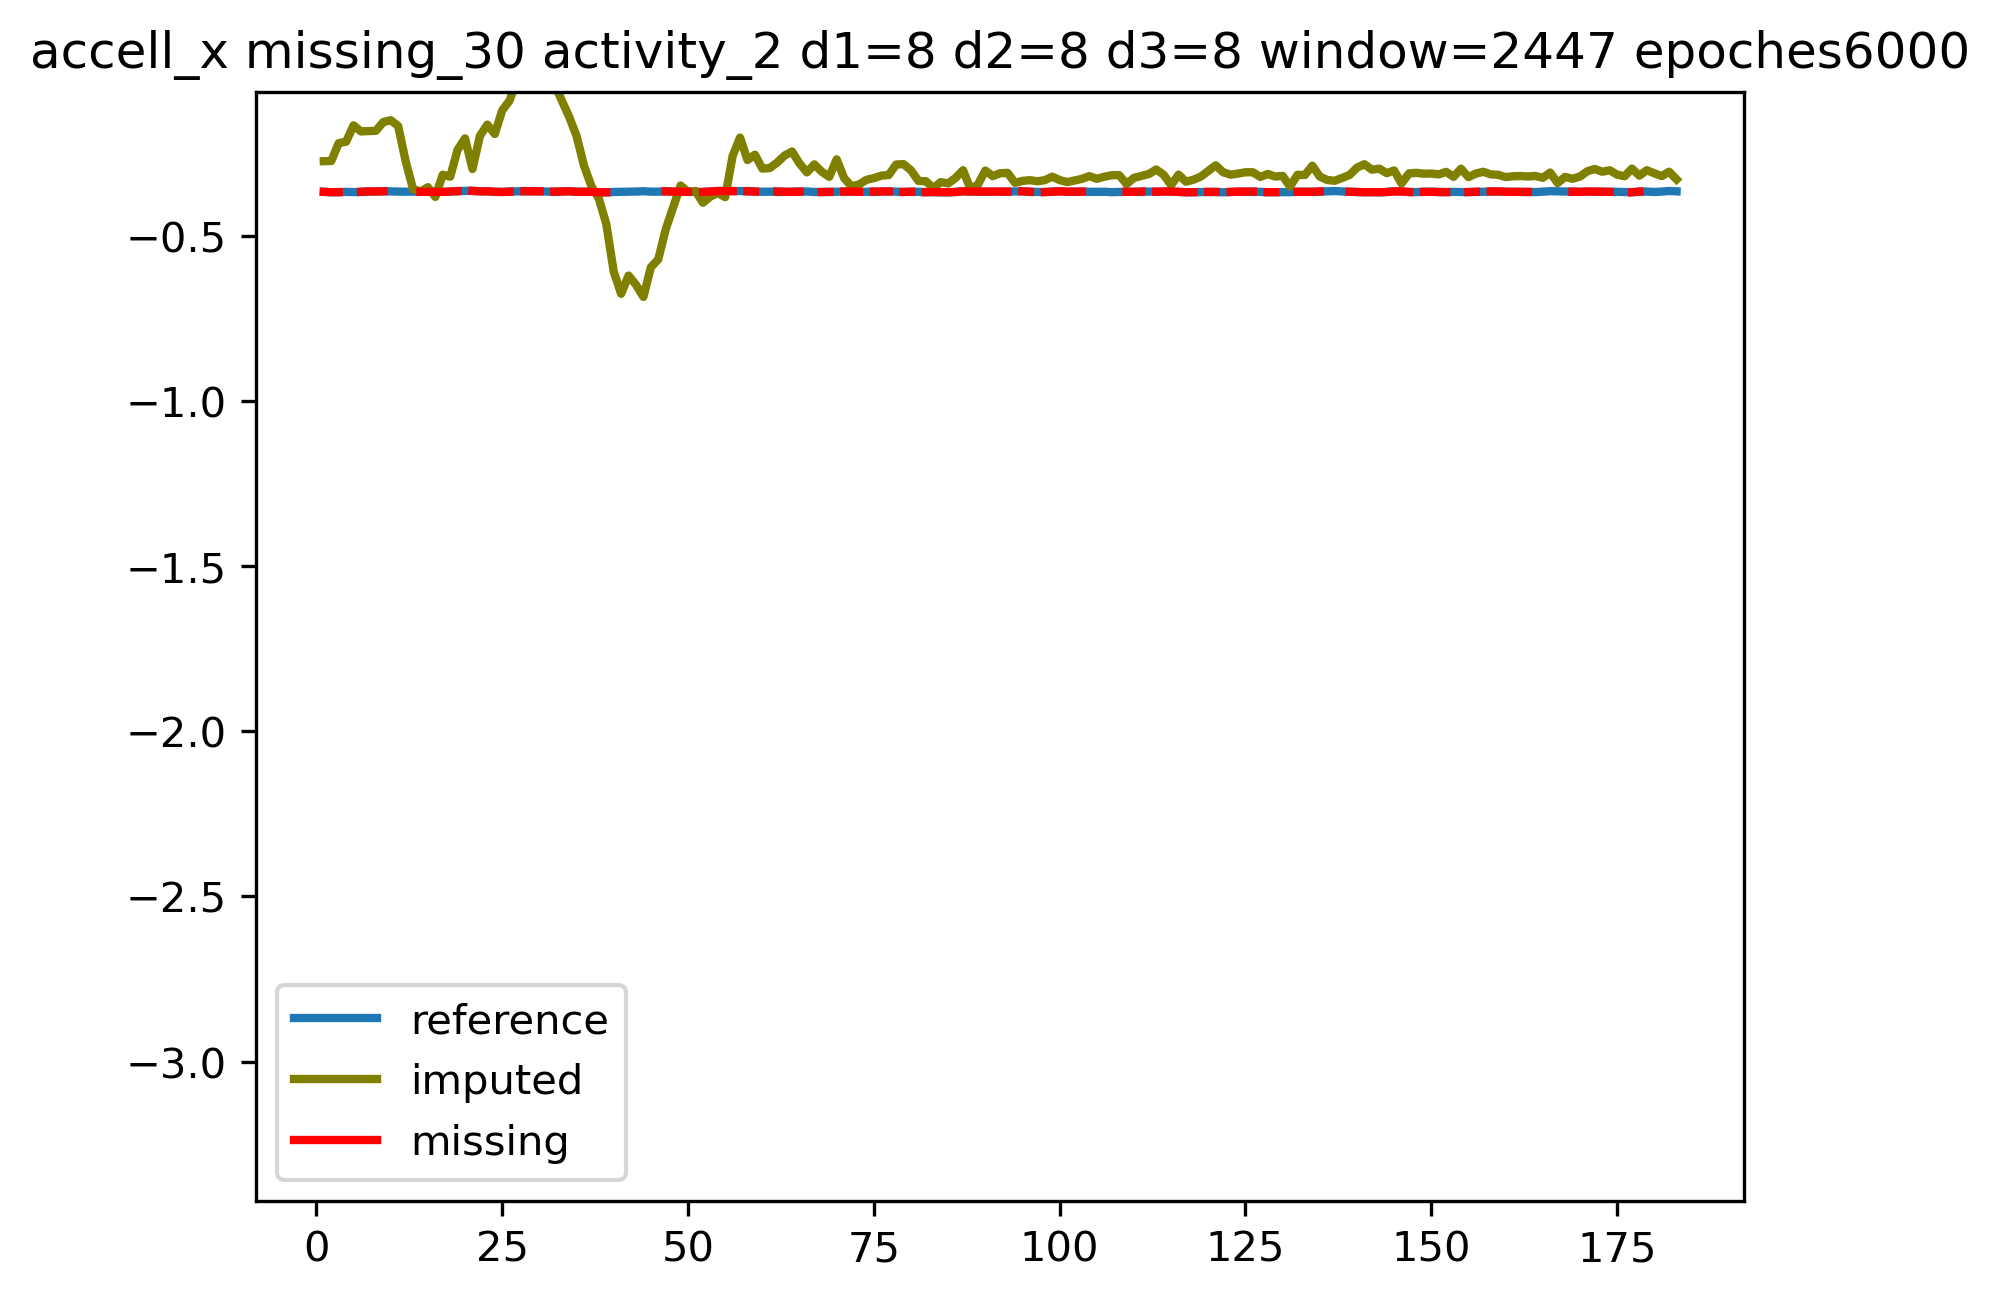 accell_x missing_30 activity_2 d1=8 d2=8 d3=8 window=2447 epoches6000
−0.5
−1.0
−1.5
−2.0
−2.5
−3.0
reference
imputed
missing
0 25 50 75 100 125 150 175